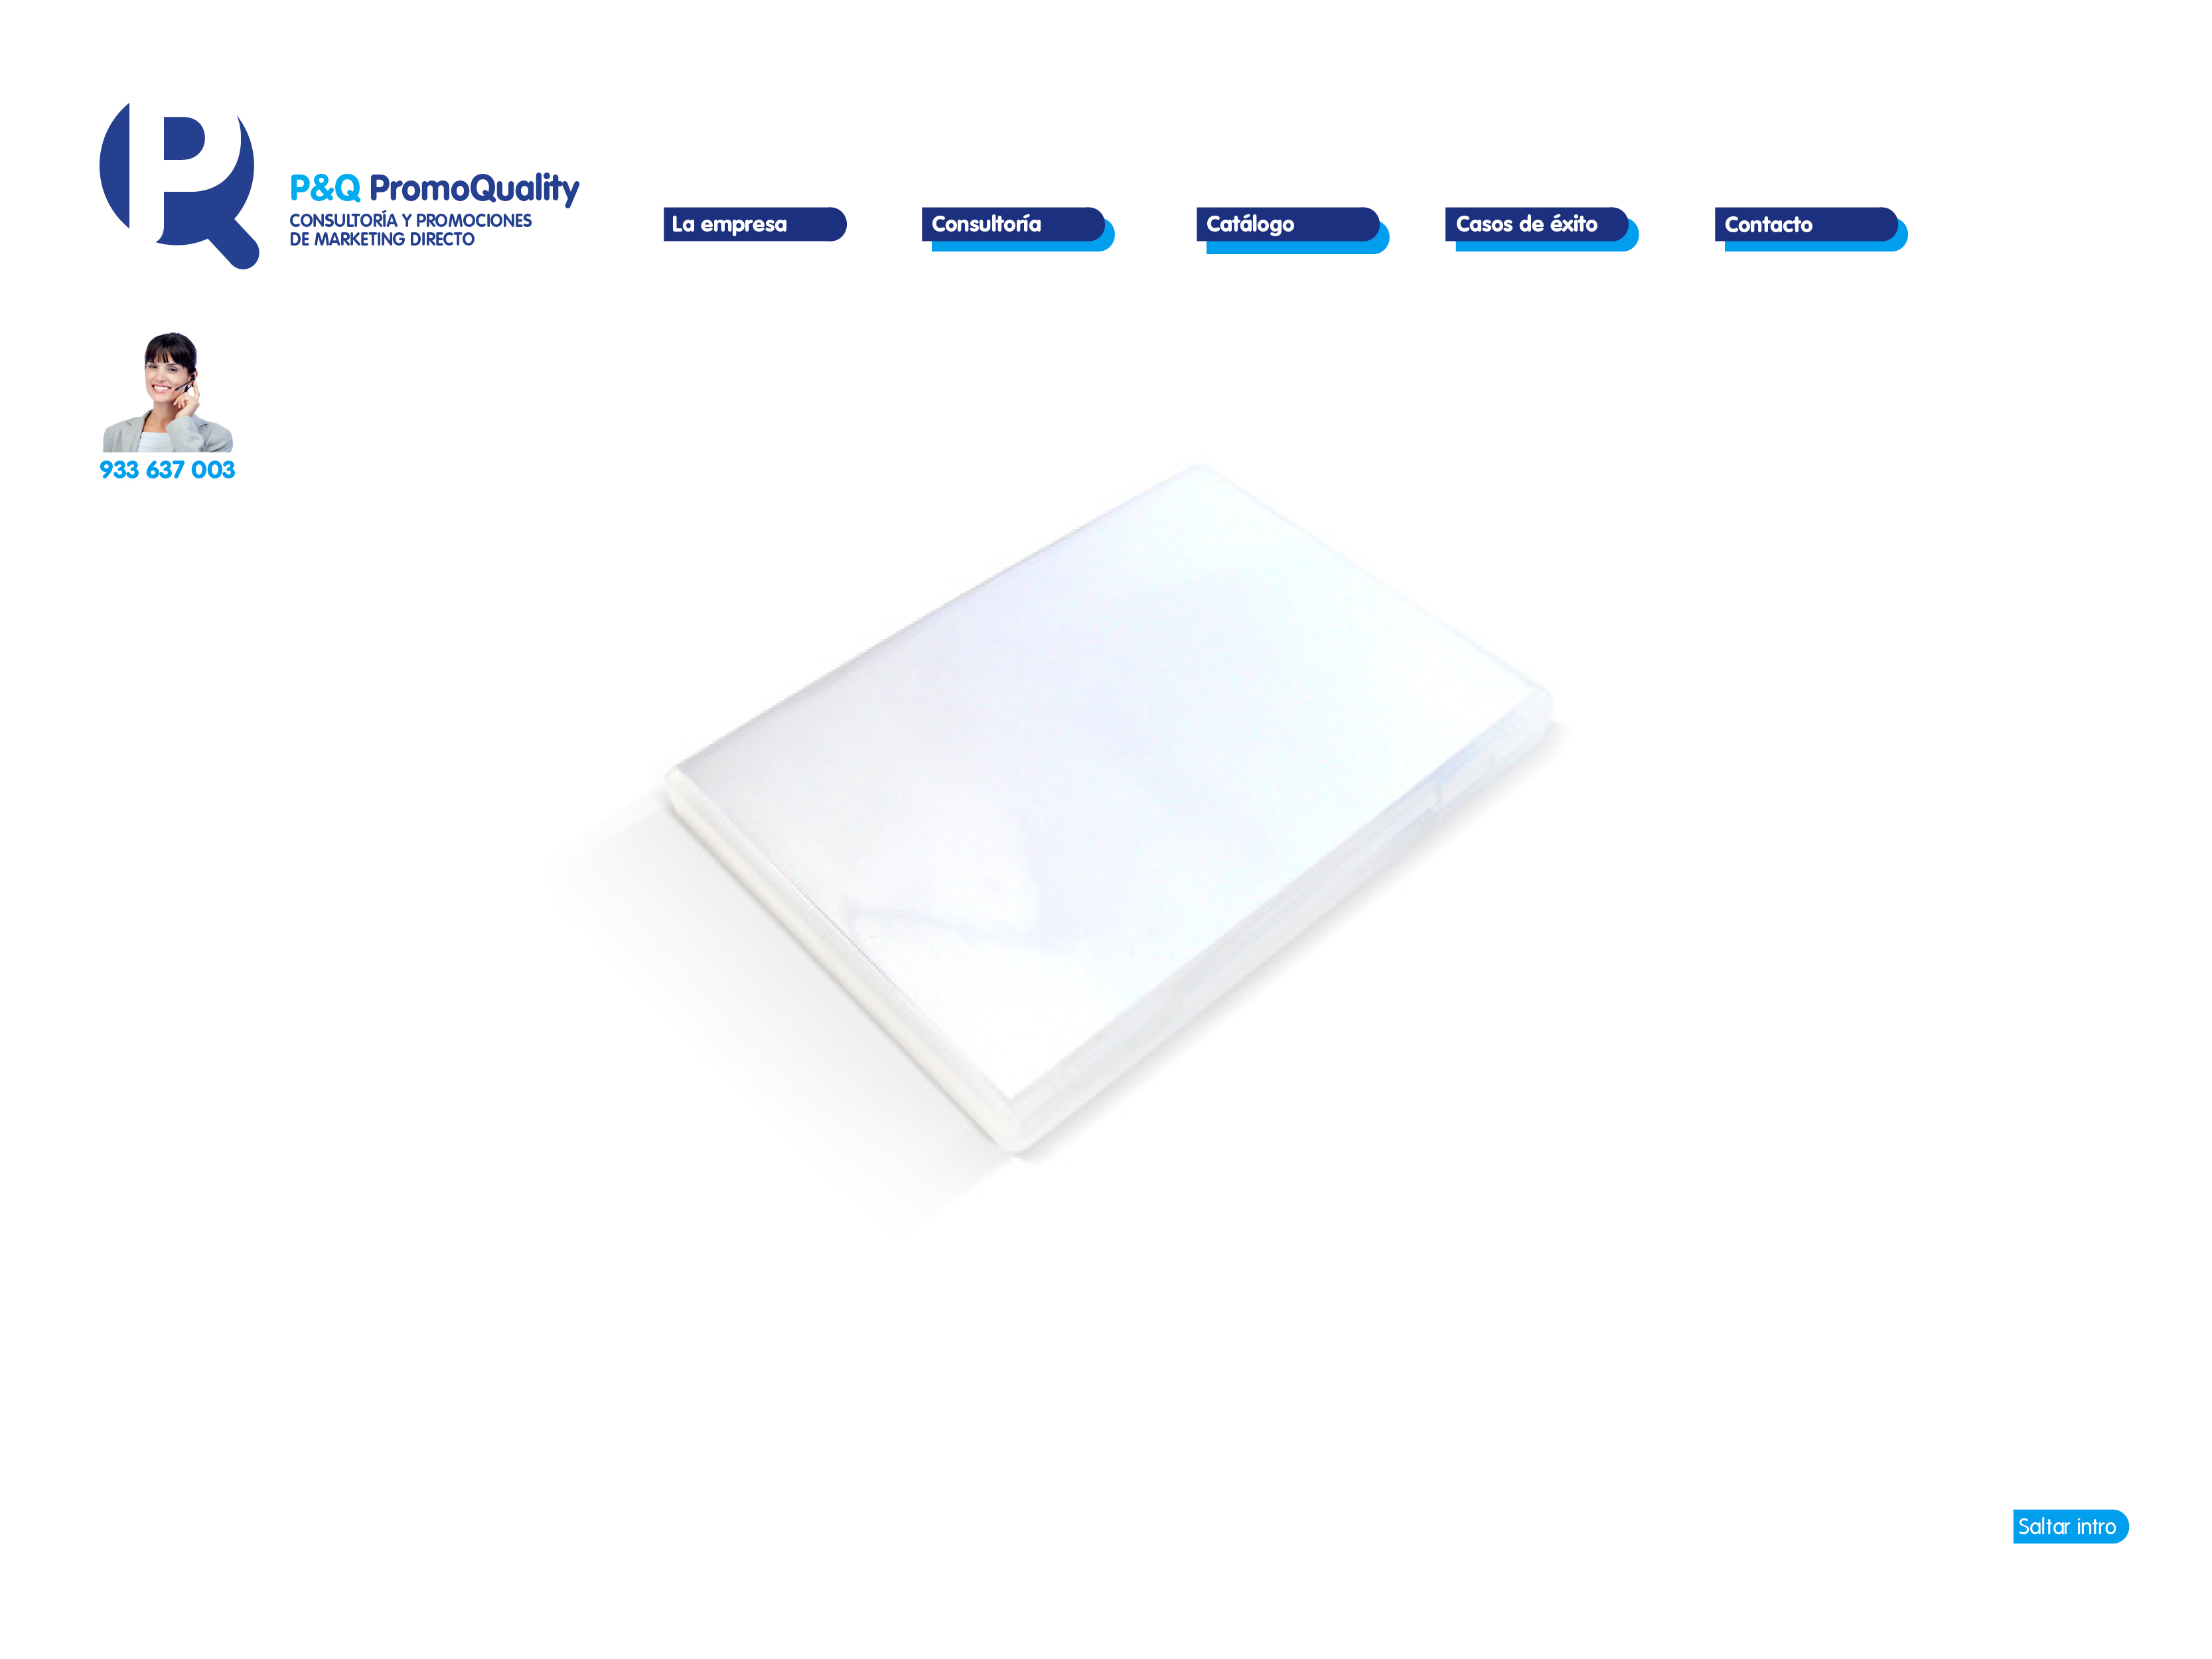 P&Q PromoQuality
CONSULTORÍA Y PROMOCIONES
DE MARKETING DIRECTO
La empresa
Consultoría
Catálogo
Casos de éxito
Contacto
933 637 003
Saltar intro